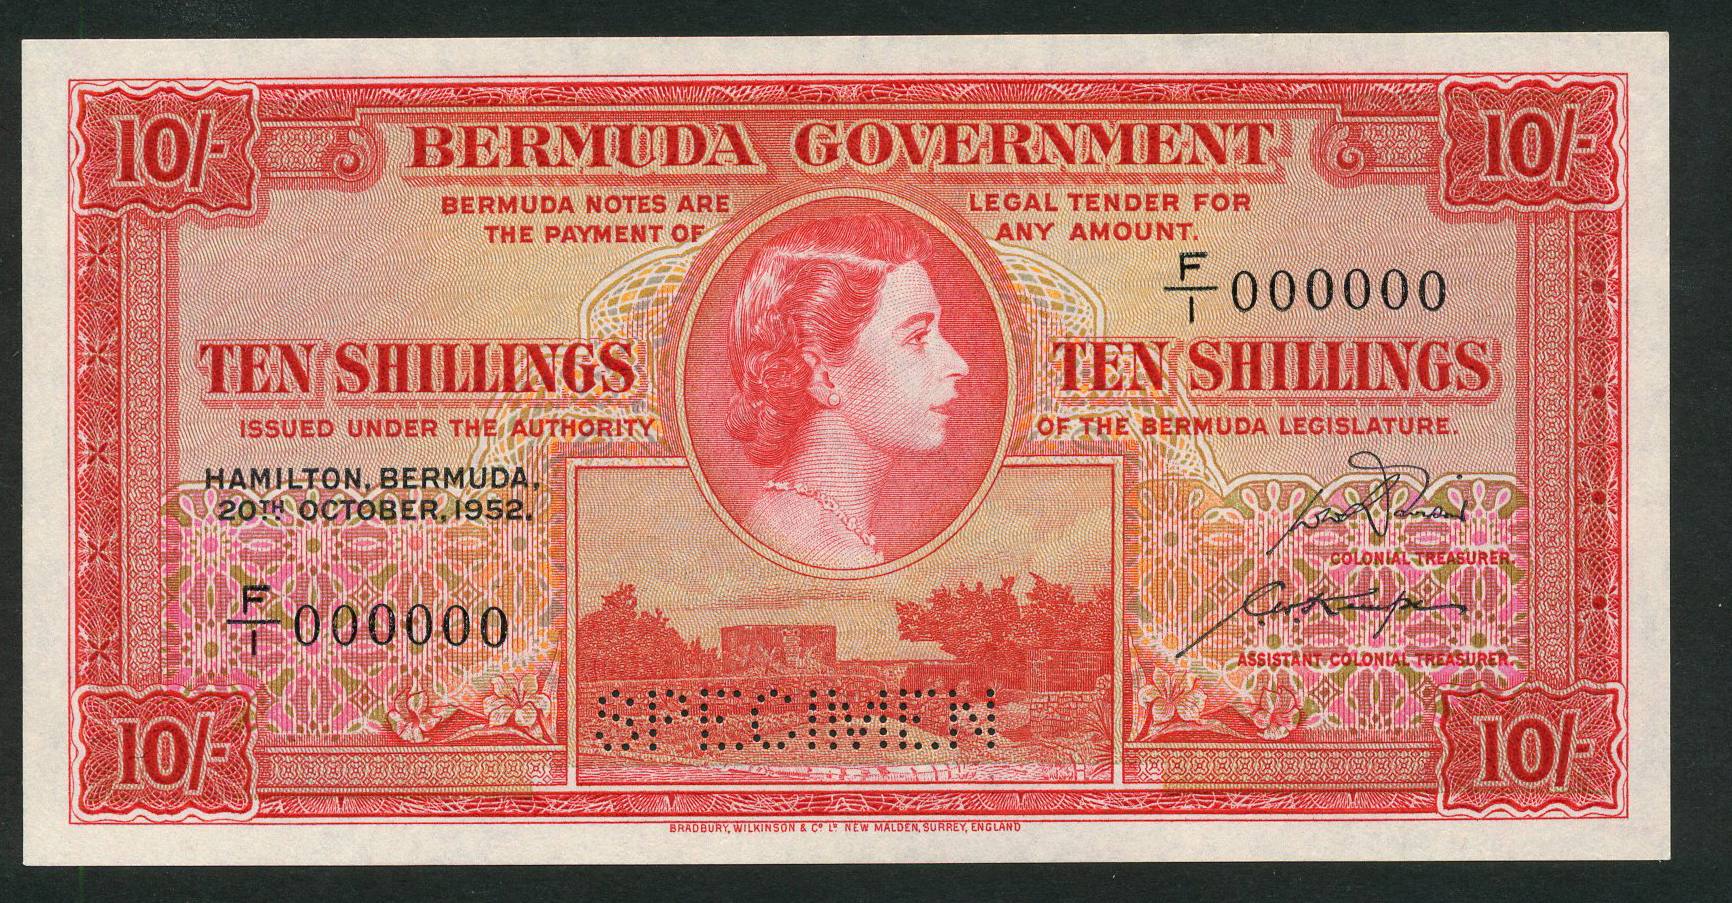 10/-
10/-
BERMUDA GOVERNMENT
BERMUDA NOTES ARE LEGAL TENDER FOR
THE PAYMENT OF ANY AMOUNT.
F/1 000000
TEN SHILLINGS TEN SHILLINGS
ISSUED UNDER THE AUTHORITY OF THE BERMUDA LEGISLATURE.
HAMILTON, BERMUDA,
20TH OCTOBER, 1952.
COLONIAL TREASURER.
F/1 000000
ASSISTANT COLONIAL TREASURER.
SPECIMEN
10/-
10/-
BRADBURY, WILKINSON & Co. Ld. NEW MALDEN, SURREY, ENGLAND